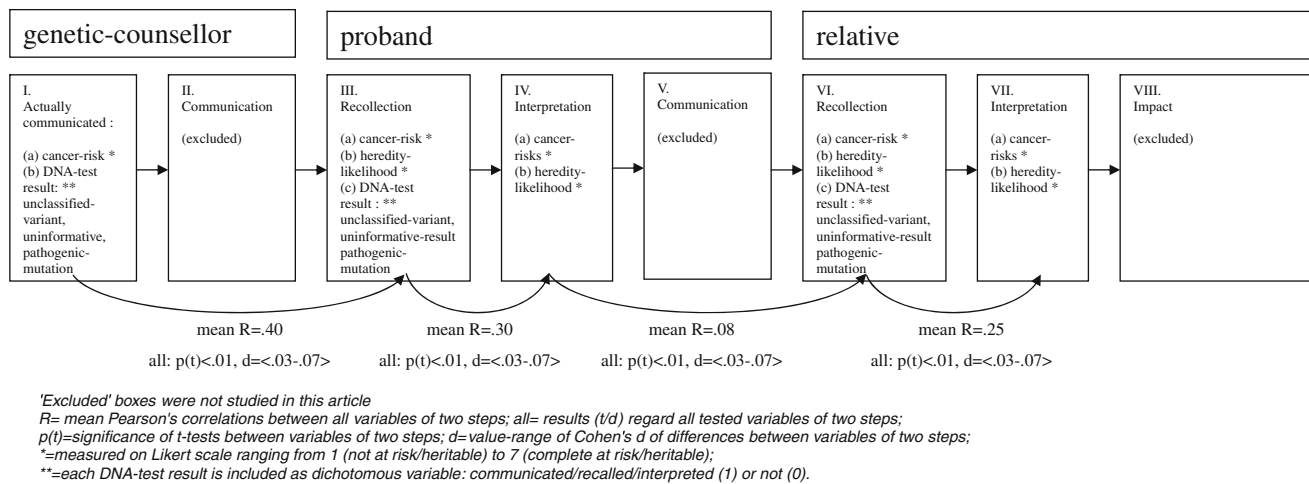 genetic-counsellor
proband
relative
I.
Actually
communicated :
(a) cancer-risk *
(b) DNA-test
result: **
unclassified-
variant,
uninformative,
pathogenic-
mutation
II.
Communication
(excluded)
III.
Recollection
(a) cancer-risk *
(b) heredity-
likelihood *
(c) DNA-test
result : **
unclassified-variant,
uninformative-result
pathogenic-
mutation
IV.
Interpretation
(a) cancer-
risks *
(b) heredity-
likelihood *
V.
Communication
(excluded)
VI.
Recollection
(a) cancer-risk *
(b) heredity-
likelihood *
(c) DNA-test
result : **
unclassified-variant,
uninformative-result
pathogenic-
mutation
VII.
Interpretation
(a) cancer-
risks *
(b) heredity-
likelihood *
VIII.
Impact
(excluded)
mean R=.40
all: p(t)<.01, d=<.03-.07>
mean R=.30
all: p(t)<.01, d=<.03-.07>
mean R=.08
all: p(t)<.01, d=<.03-.07>
mean R=.25
all: p(t)<.01, d=<.03-.07>
'Excluded' boxes were not studied in this article
R= mean Pearson's correlations between all variables of two steps; all= results (t/d) regard all tested variables of two steps;
p(t)=significance of t-tests between variables of two steps; d=value-range of Cohen's d of differences between variables of two steps;
*=measured on Likert scale ranging from 1 (not at risk/heritable) to 7 (complete at risk/heritable);
**=each DNA-test result is included as dichotomous variable: communicated/recalled/interpreted (1) or not (0).